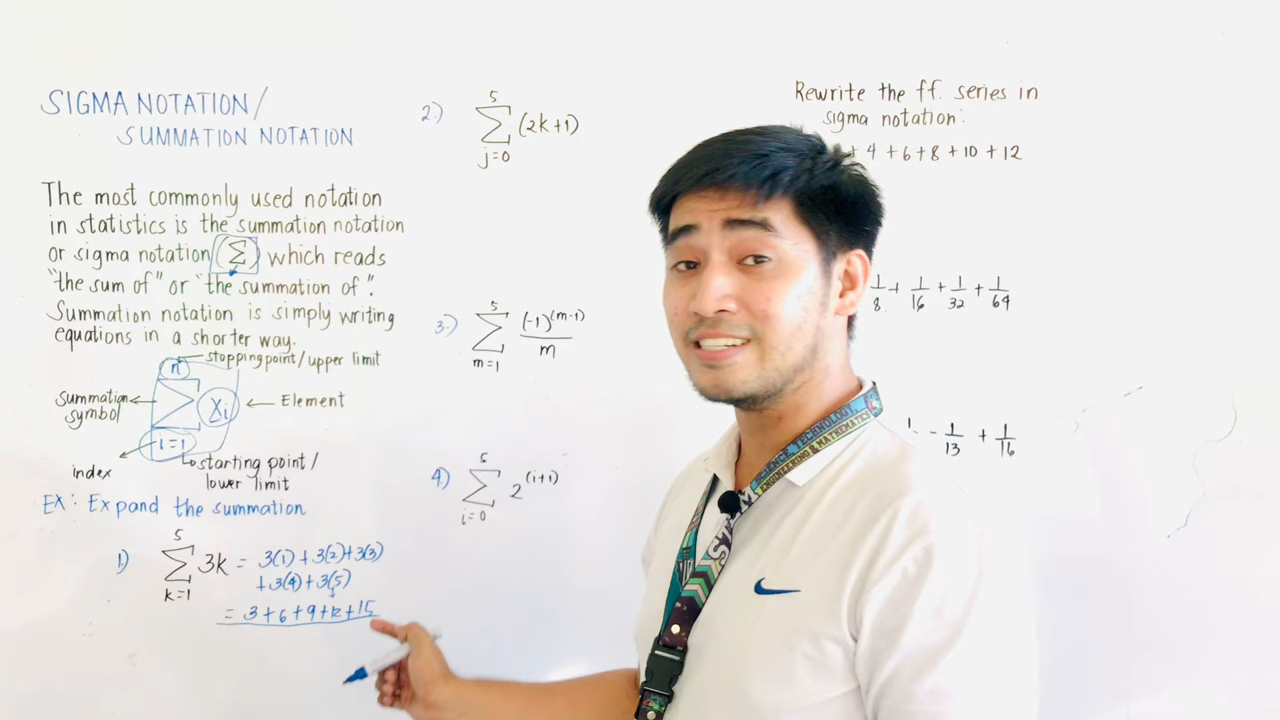 SIGMA NOTATION/
SUMMATION NOTATION
The most commonly used notation
in statistics is the summation notation
or sigma notation (Σ) which reads
"the sum of" or "the summation of".
Summation notation is simply writing
equations in a shorter way.
n ← stopping point/upper limit
Summation symbol ← Σ
Xi ← Element
i=1
index
starting point/
lower limit
EX: Expand the summation
1.) 5 Σ k=1 3k = 3(1)+3(2)+3(3)
+3(4)+3(5)
= 3+6+9+12+15
2.) 5 Σ j=0 (2k+1)
3.) 5 Σ m=1 (-1)^(m-1) / m
4.) 5 Σ i=0 2^(i+1)
Rewrite the ff. series in
sigma notation:
+ 4 + 6 + 8 + 10 + 12
1/8 + 1/16 + 1/32 + 1/64
- 1/13 + 1/16
SCIENCE, TECHNOLOGY,
ENGINEERING & MATHEMATICS